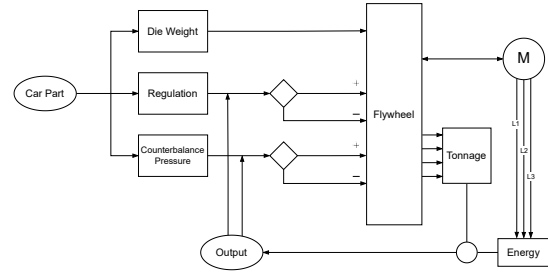 Die Weight
M
Car Part
Regulation
+
−
Flywheel
L1
L2
L3
Counterbalance
Pressure
+
−
Tonnage
Output
Energy